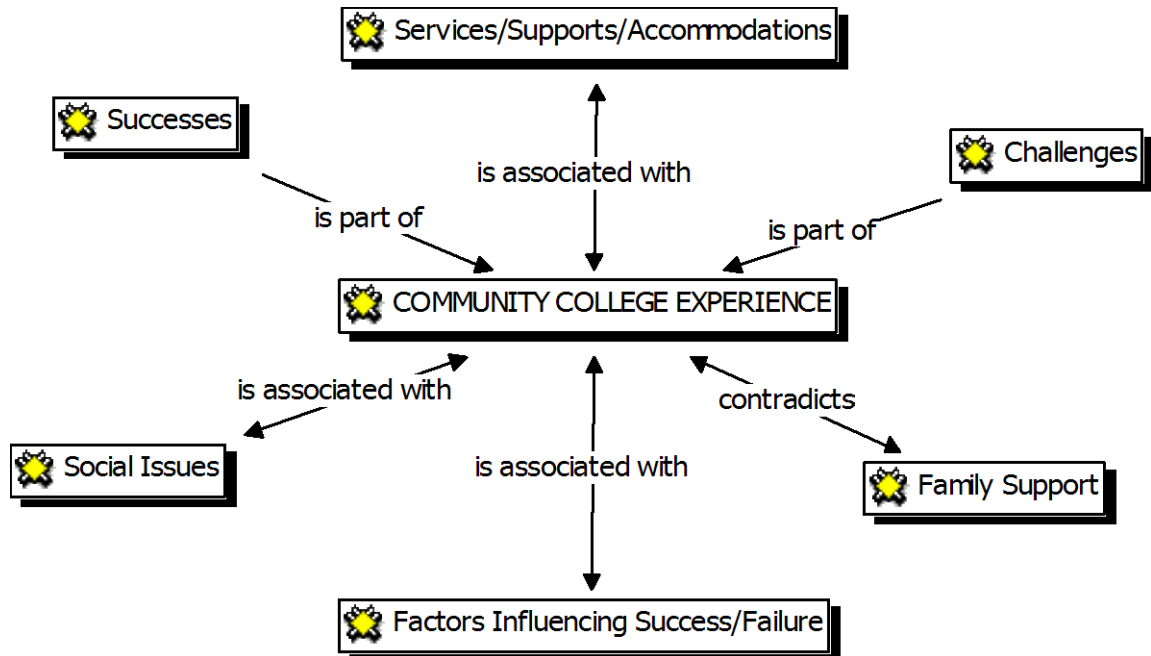 Services/Supports/Accommodations
Successes
Challenges
is associated with
is part of
is part of
COMMUNITY COLLEGE EXPERIENCE
is associated with
contradicts
Social Issues
is associated with
Family Support
Factors Influencing Success/Failure